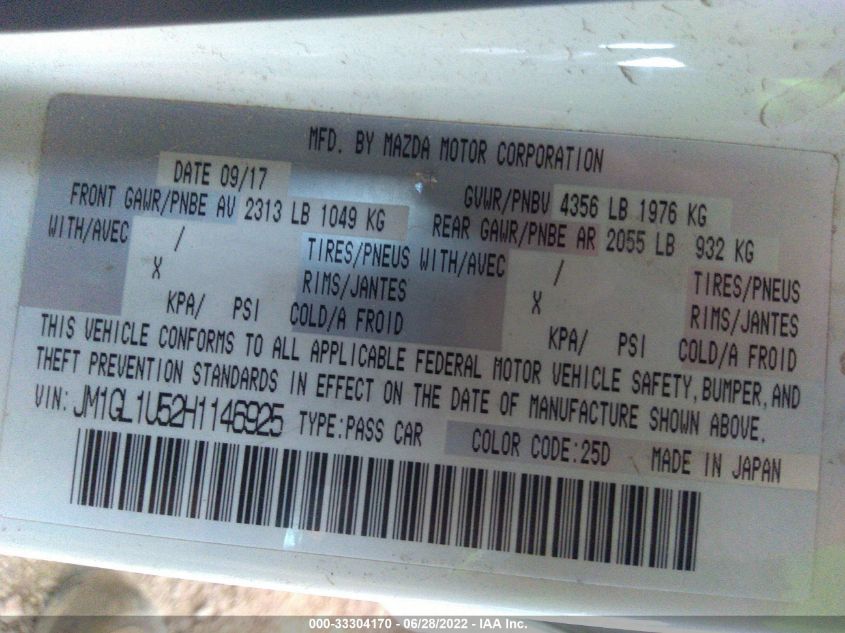 MFD. BY MAZDA MOTOR CORPORATION
DATE 09/17
GVWR/PNBV 4356 LB 1976 KG
FRONT GAWR/PNBE AV 2313 LB 1049 KG
REAR GAWR/PNBE AR 2055 LB 932 KG
WITH/AVEC / TIRES/PNEUS WITH/AVEC / TIRES/PNEUS
X RIMS/JANTES X RIMS/JANTES
KPA/ PSI COLD/A FROID KPA/ PSI COLD/A FROID
THIS VEHICLE CONFORMS TO ALL APPLICABLE FEDERAL MOTOR VEHICLE SAFETY, BUMPER, AND
THEFT PREVENTION STANDARDS IN EFFECT ON THE DATE OF MANUFACTURE SHOWN ABOVE.
VIN: JM1GL1U52H1146925 TYPE:PASS CAR COLOR CODE:25D MADE IN JAPAN
000-33304170 - 06/28/2022 - IAA Inc.